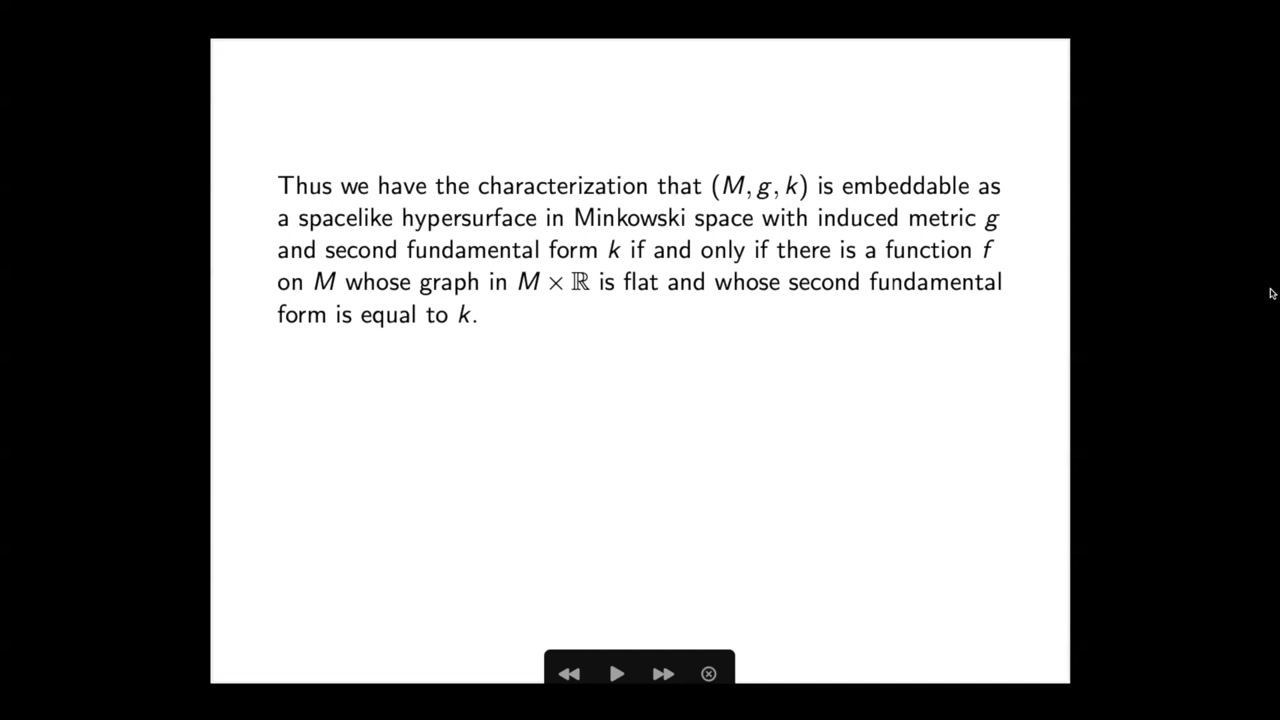 Thus we have the characterization that (M, g, k) is embeddable as
a spacelike hypersurface in Minkowski space with induced metric g
and second fundamental form k if and only if there is a function f
on M whose graph in M × ℝ is flat and whose second fundamental
form is equal to k.